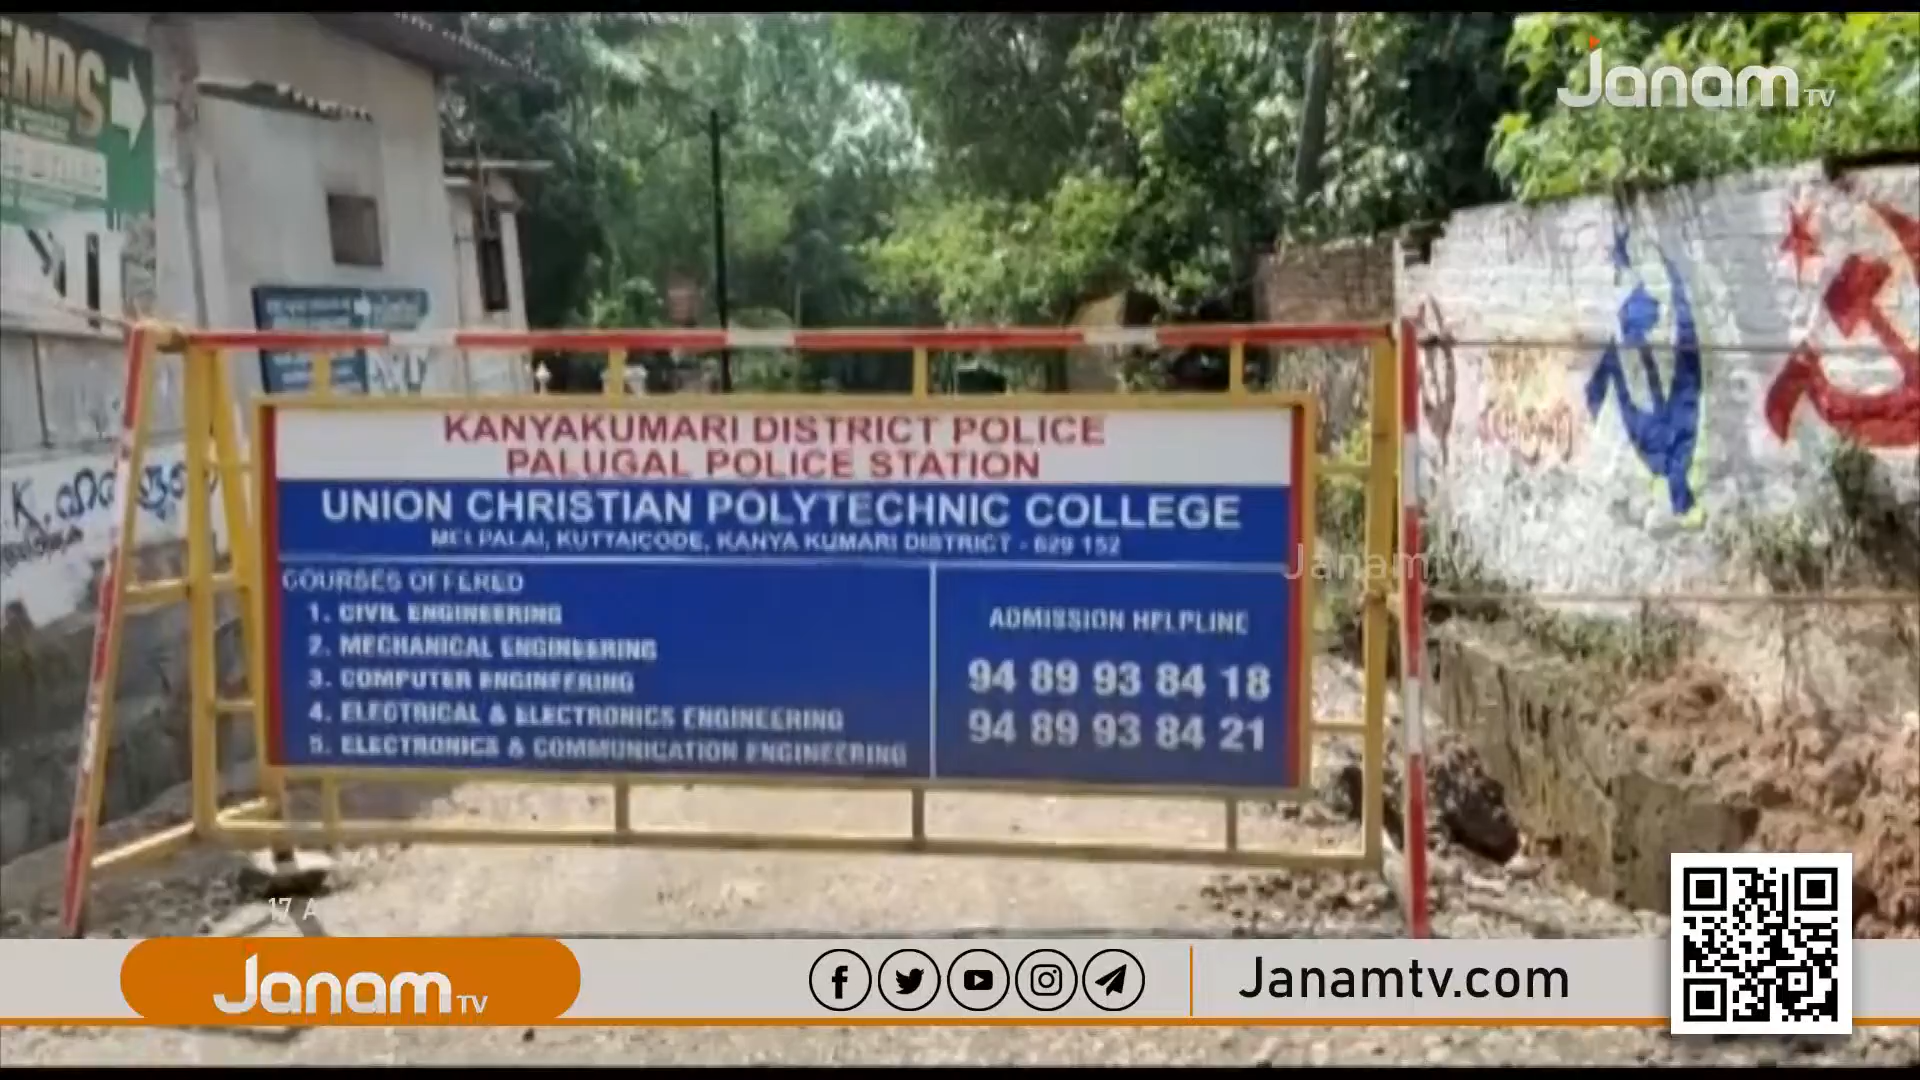 ENDS
Janam TV
KANYAKUMARI DISTRICT POLICE
PALUGAL POLICE STATION
UNION CHRISTIAN POLYTECHNIC COLLEGE
MELPALAI, KUTTAICODE, KANYA KUMARI DISTRICT - 629 152
COURSES OFFERED
1. CIVIL ENGINEERING
2. MECHANICAL ENGINEERING
3. COMPUTER ENGINEERING
4. ELECTRICAL & ELECTRONICS ENGINEERING
5. ELECTRONICS & COMMUNICATION ENGINEERING
ADMISSION HELPLINE
94 89 93 84 18
94 89 93 84 21
Janamtv
17 A
Janam TV
Janamtv.com